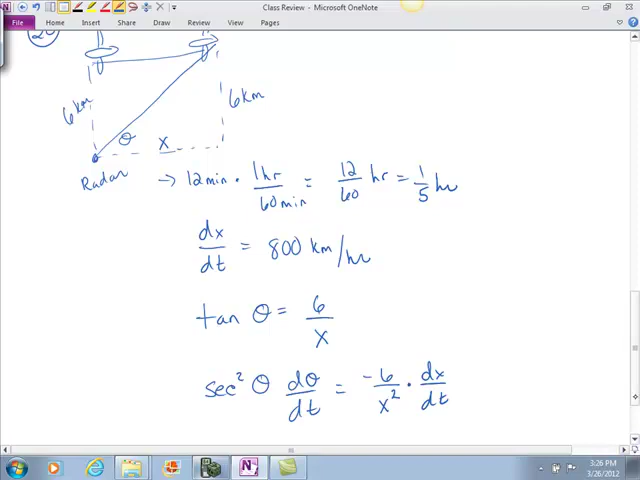 Class Review - Microsoft OneNote
File Home Insert Share Draw Review View
20
6km
6km
θ
x
Radar
→ 12min · 1hr/60min = 12/60 hr = 1/5 hr
dx/dt = 800 km/hr
tan θ = 6/x
sec² θ dθ/dt = -6/x² · dx/dt
3:26 PM
3/26/2012